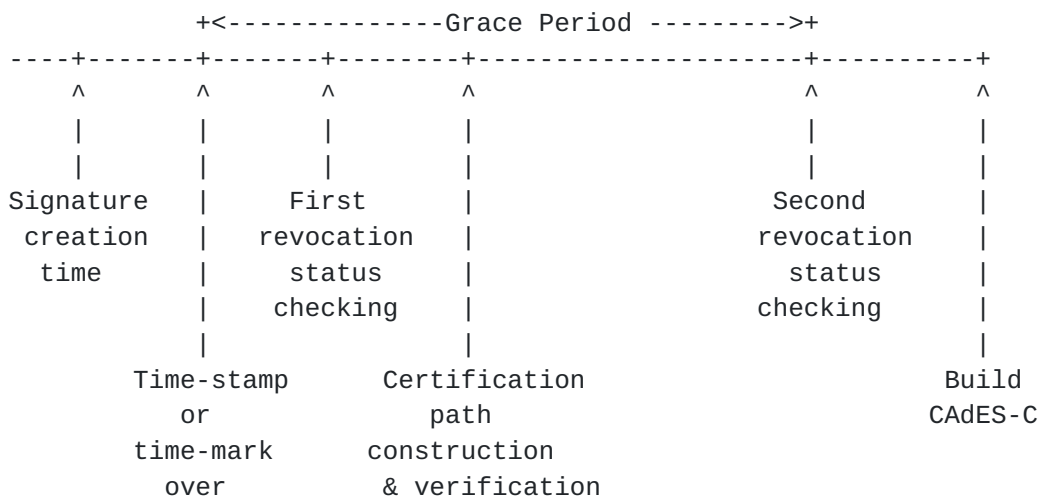 +<--------------Grace Period --------->+
----+-------+-------+--------+---------------------+----------+
^ ^ ^ ^ ^ ^
| | | | | |
| | | | | |
Signature | First | Second |
creation | revocation | revocation |
time | status | status |
| checking | checking |
| | |
Time-stamp Certification Build
or path CAdES-C
time-mark construction
over & verification